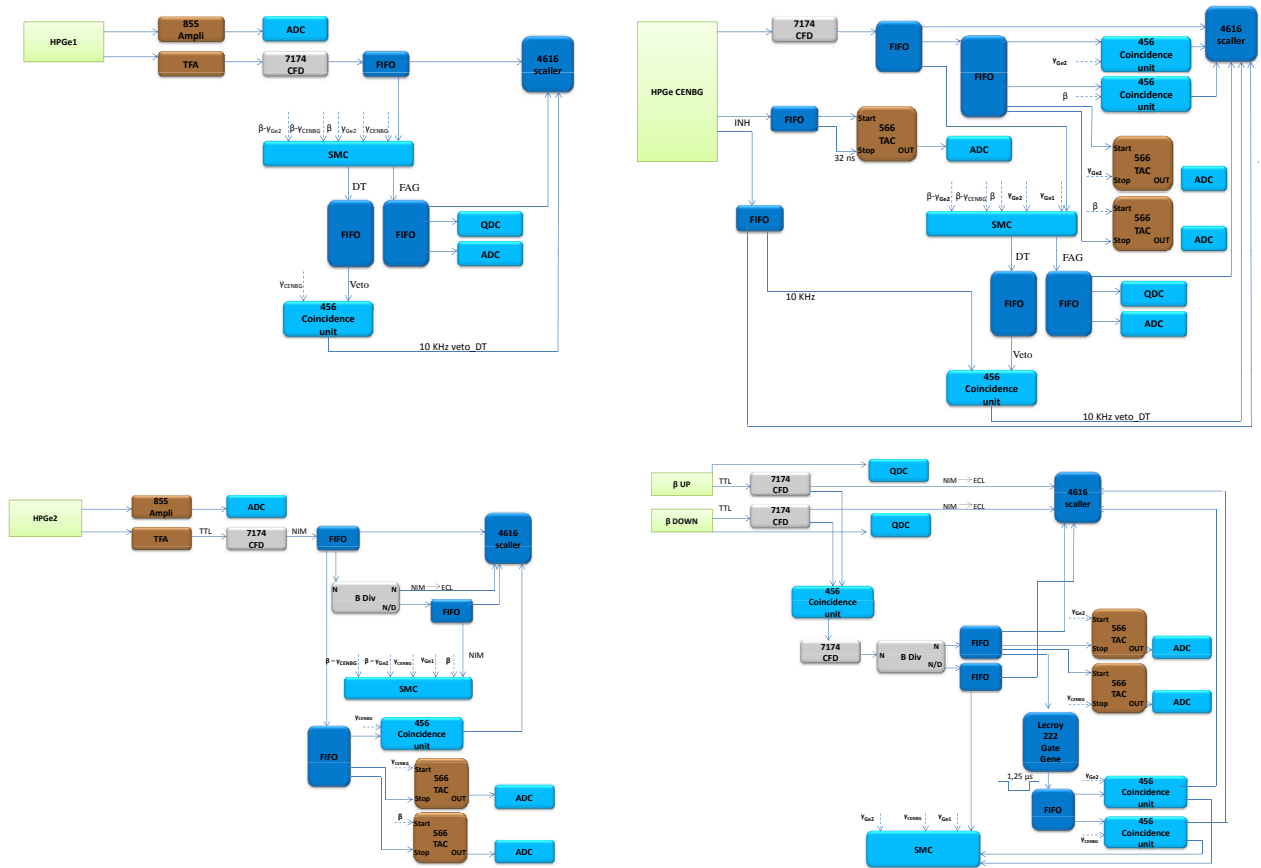 HPGe1
855
Ampli
ADC
TFA
7174
CFD
FIFO
4616
scaller
β-γGe2
β-γCENBG
β
γGe2
γCENBG
SMC
DT
FAG
FIFO
FIFO
QDC
ADC
γCENBG
Veto
456
Coincidence
unit
10 KHz veto_DT
HPGe CENBG
7174
CFD
FIFO
FIFO
456
Coincidence
unit
γGe2
456
Coincidence
unit
β
4616
scaller
INH
FIFO
32 ns
Start
566
TAC
Stop
OUT
ADC
Start
566
TAC
Stop
OUT
γGe2
ADC
β
Start
566
TAC
Stop
OUT
ADC
FIFO
β-γGe2
β-γCENBG
β
γGe2
γGe1
SMC
DT
FAG
FIFO
FIFO
QDC
ADC
10 KHz
Veto
456
Coincidence
unit
10 KHz veto_DT
HPGe2
855
Ampli
ADC
TFA
TTL
7174
CFD
NIM
FIFO
4616
scaller
N
B Div
N
N/D
NIM
ECL
FIFO
NIM
β – γCENBG
β – γGe2
γCENBG
γGe1
β
SMC
FIFO
γCENBG
456
Coincidence
unit
γCENBG
Start
566
TAC
Stop
OUT
ADC
β
Start
566
TAC
Stop
OUT
ADC
β UP
TTL
7174
CFD
QDC
NIM
ECL
4616
scaller
β DOWN
TTL
7174
CFD
QDC
NIM
ECL
456
Coincidence
unit
7174
CFD
N
B Div
N
N/D
FIFO
FIFO
γGe2
Start
566
TAC
Stop
OUT
ADC
Start
566
TAC
γCENBG
Stop
OUT
ADC
Lecroy
222
Gate
Gene
1,25 µs
FIFO
γGe2
456
Coincidence
unit
γCENBG
456
Coincidence
unit
γGe2
γCENBG
γGe1
SMC